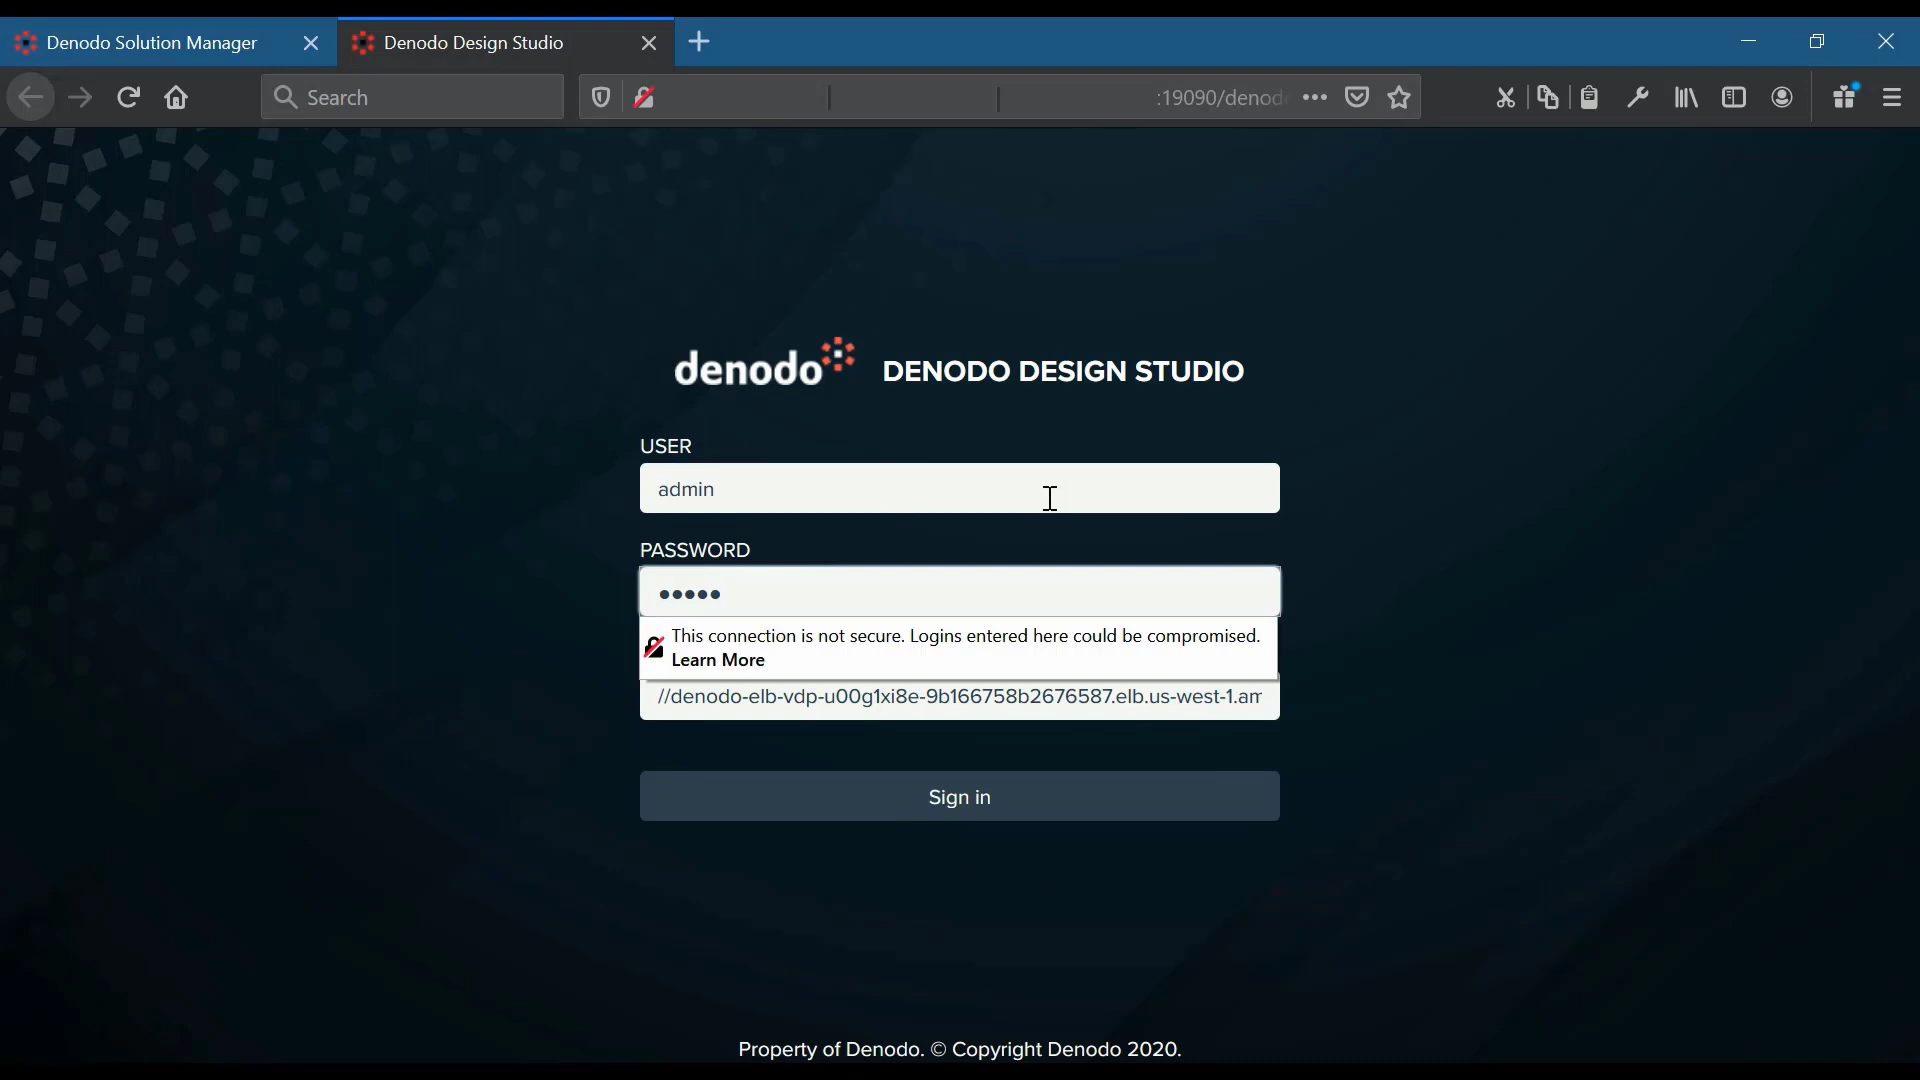 Denodo Solution Manager
Denodo Design Studio
Search
:19090/denod
denodo DENODO DESIGN STUDIO
USER
admin
PASSWORD
•••••
This connection is not secure. Logins entered here could be compromised.
Learn More
//denodo-elb-vdp-u00g1xi8e-9b166758b2676587.elb.us-west-1.am
Sign in
Property of Denodo. © Copyright Denodo 2020.